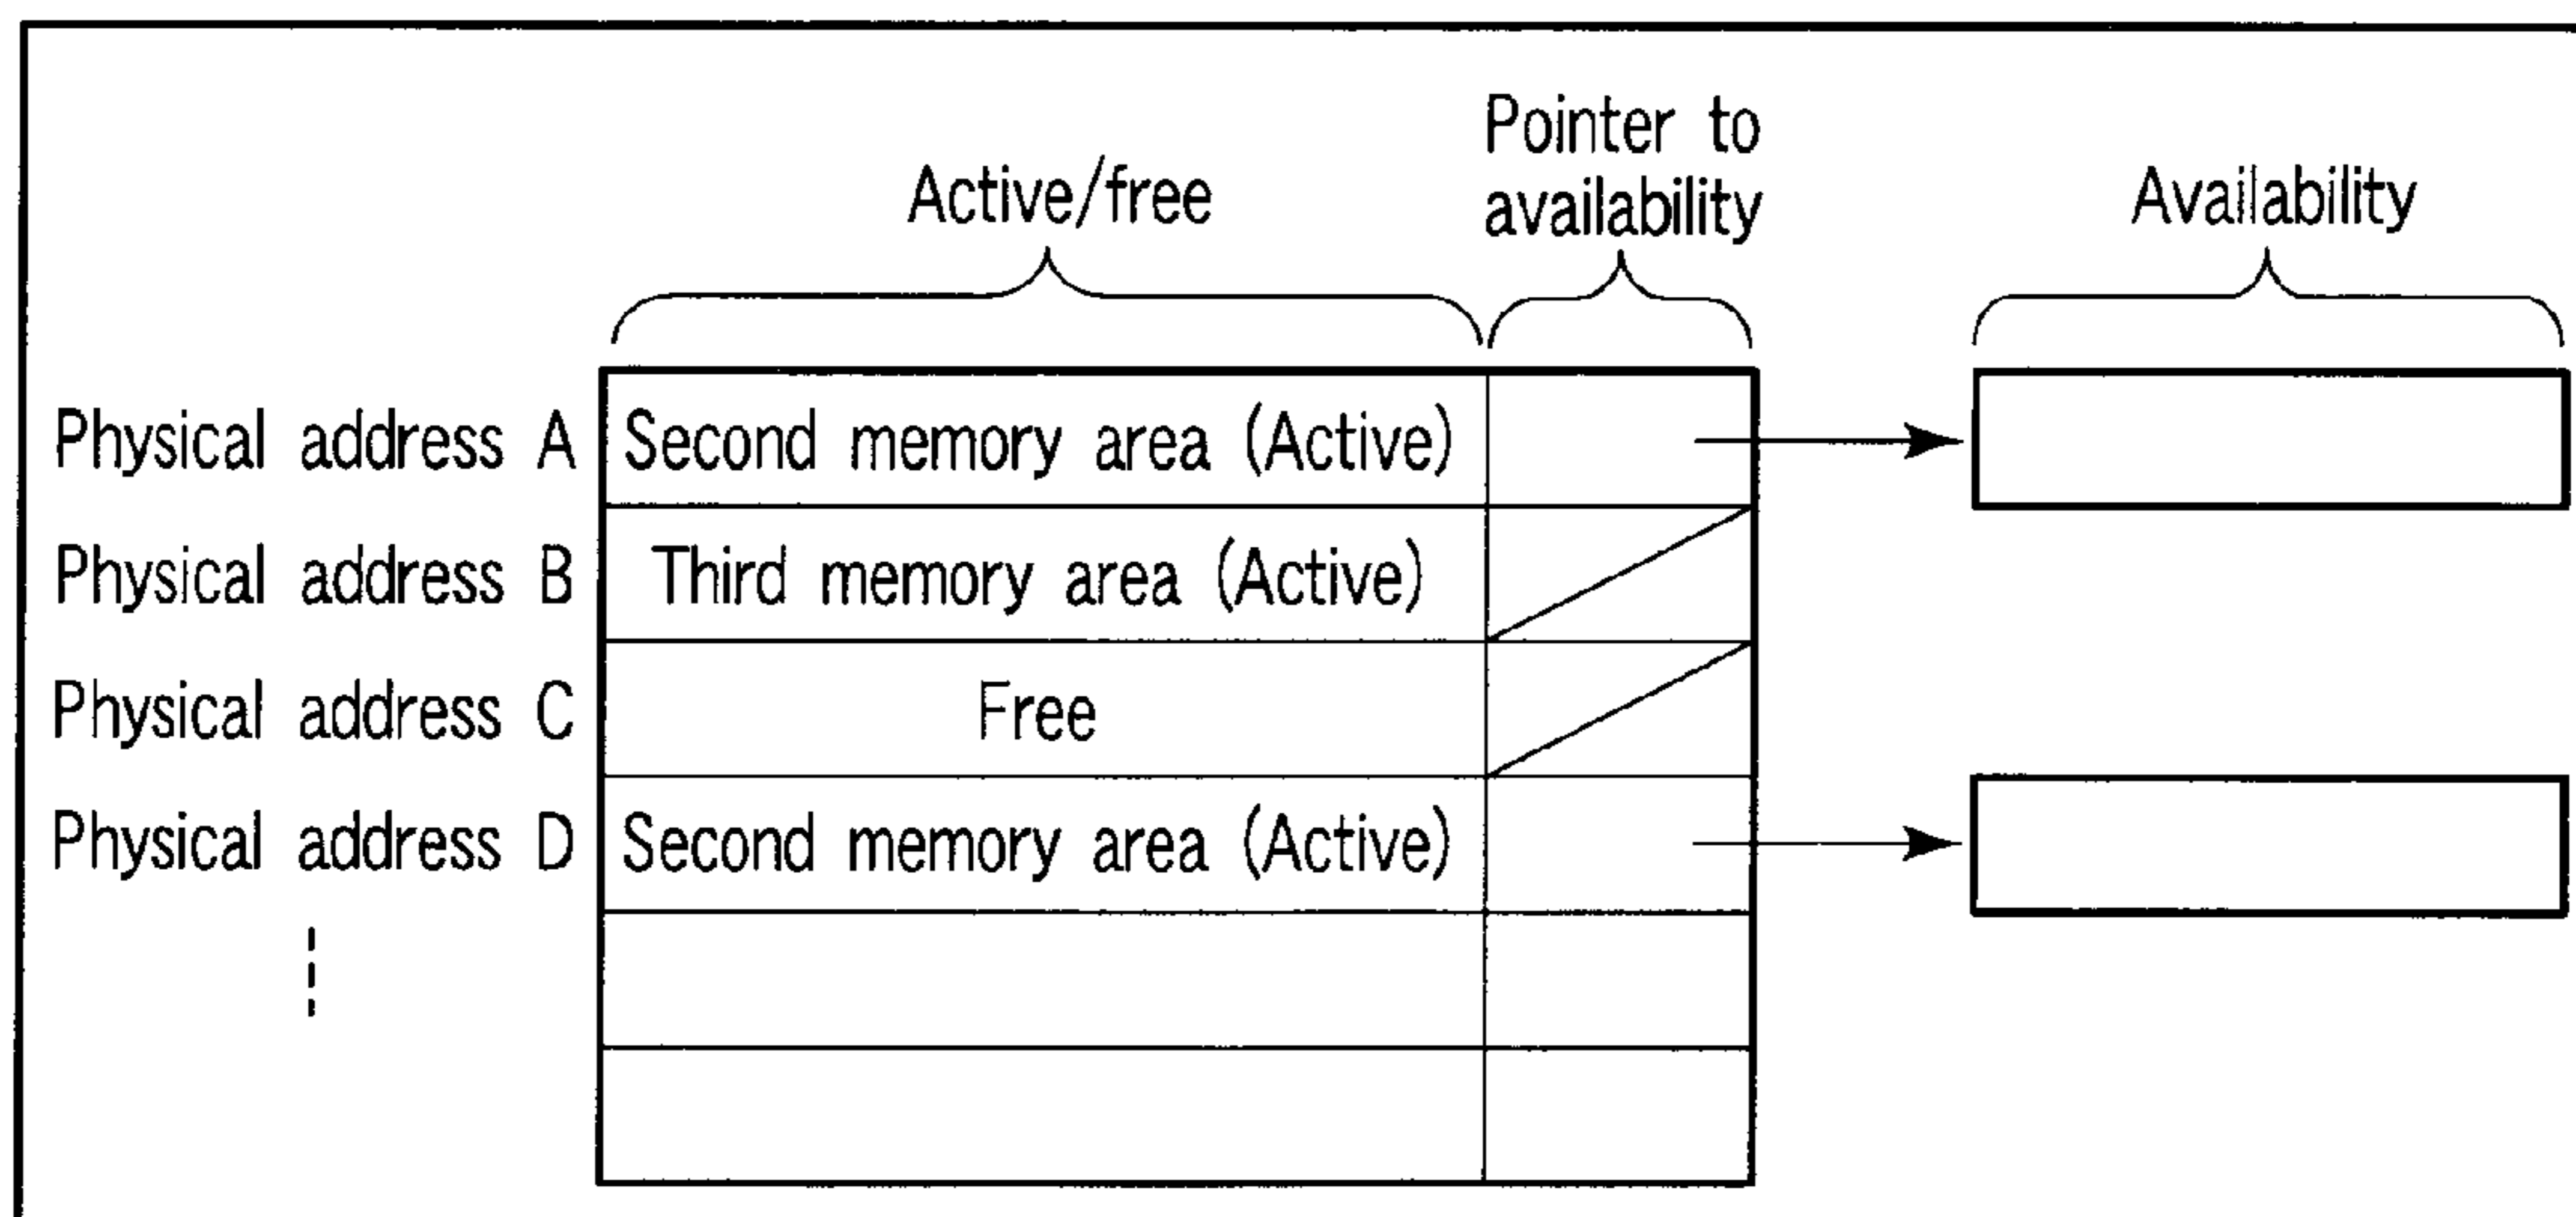 Pointer to
Active/free
availability
Availability
Physical address A Second memory area (Active)
Physical address B Third memory area (Active)
Physical address C Free
Physical address D Second memory area (Active)